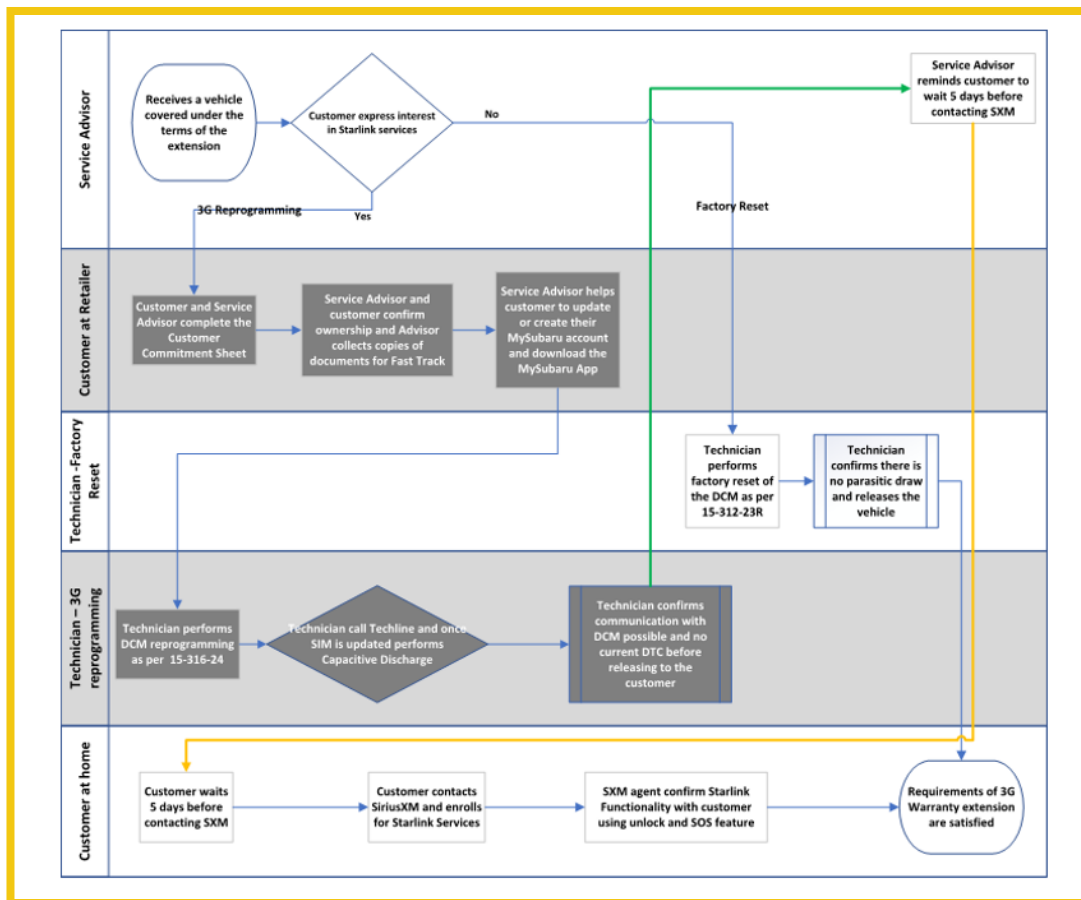 Service Advisor
Receives a vehicle
covered under the
terms of the
extension
Customer express interest
in Starlink services
No
Yes
3G Reprogramming
Factory Reset
Service Advisor
reminds customer to
wait 5 days before
contacting SXM
Customer at Retailer
Customer and Service
Advisor complete the
Customer
Commitment Sheet
Service Advisor and
customer confirm
ownership and Advisor
collects copies of
documents for Fast Track
Service Advisor helps
customer to update
or create their
MySubaru account
and download the
MySubaru App
Technician -Factory
Reset
Technician
performs
factory reset of
the DCM as per
15-312-23R
Technician
confirms there is
no parasitic draw
and releases the
vehicle
Technician – 3G
reprogramming
Technician performs
DCM reprogramming
as per 15-316-24
Technician call Techline and once
SIM is updated performs
Capacitive Discharge
Technician confirms
communication with
DCM possible and no
current DTC before
releasing to the
customer
Customer at home
Customer waits
5 days before
contacting SXM
Customer contacts
SiriusXM and enrolls
for Starlink Services
SXM agent confirm Starlink
Functionality with customer
using unlock and SOS feature
Requirements of 3G
Warranty extension
are satisfied